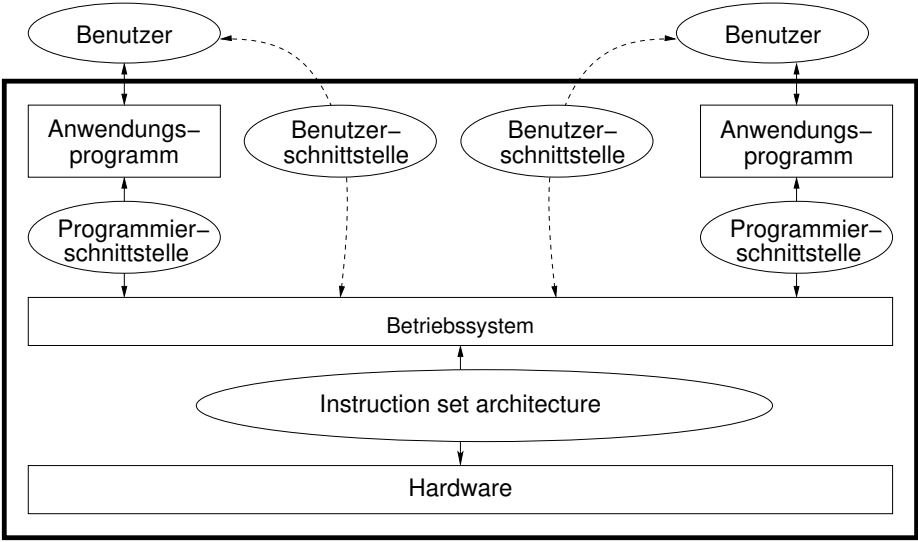 Benutzer
Benutzer
Anwendungs–
programm
Benutzer–
schnittstelle
Benutzer–
schnittstelle
Anwendungs–
programm
Programmier–
schnittstelle
Programmier–
schnittstelle
Betriebssystem
Instruction set architecture
Hardware